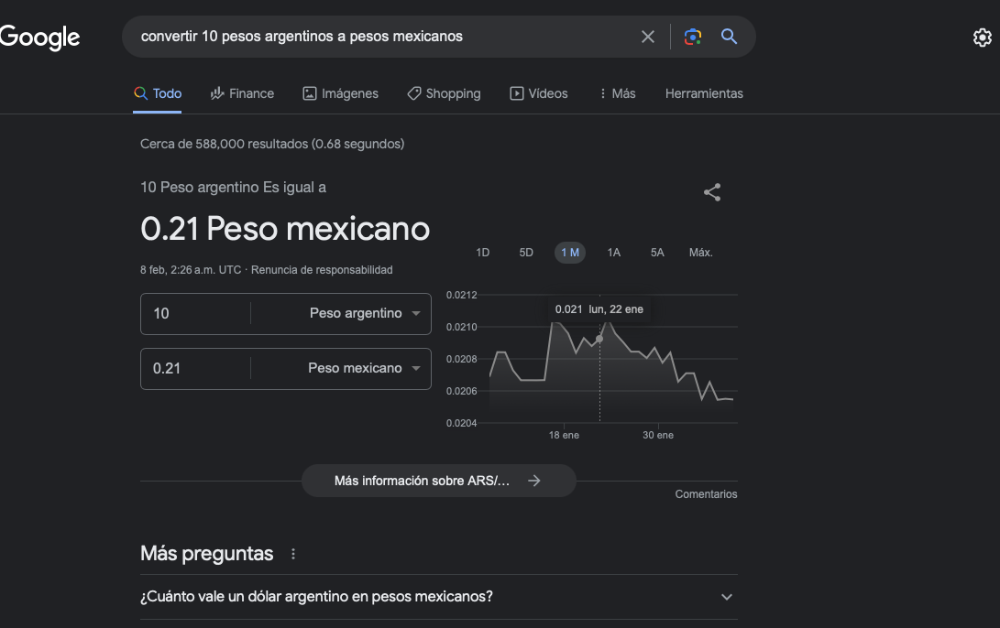 Google
convertir 10 pesos argentinos a pesos mexicanos
Todo Finance Imágenes Shopping Vídeos Más Herramientas
Cerca de 588,000 resultados (0.68 segundos)
10 Peso argentino Es igual a
0.21 Peso mexicano
8 feb, 2:26 a.m. UTC · Renuncia de responsabilidad
10 Peso argentino
0.21 Peso mexicano
1D 5D 1 M 1A 5A Máx.
0.0212
0.021 lun, 22 ene
0.0210
0.0208
0.0206
0.0204
18 ene 30 ene
Más información sobre ARS/...
Comentarios
Más preguntas
¿Cuánto vale un dólar argentino en pesos mexicanos?